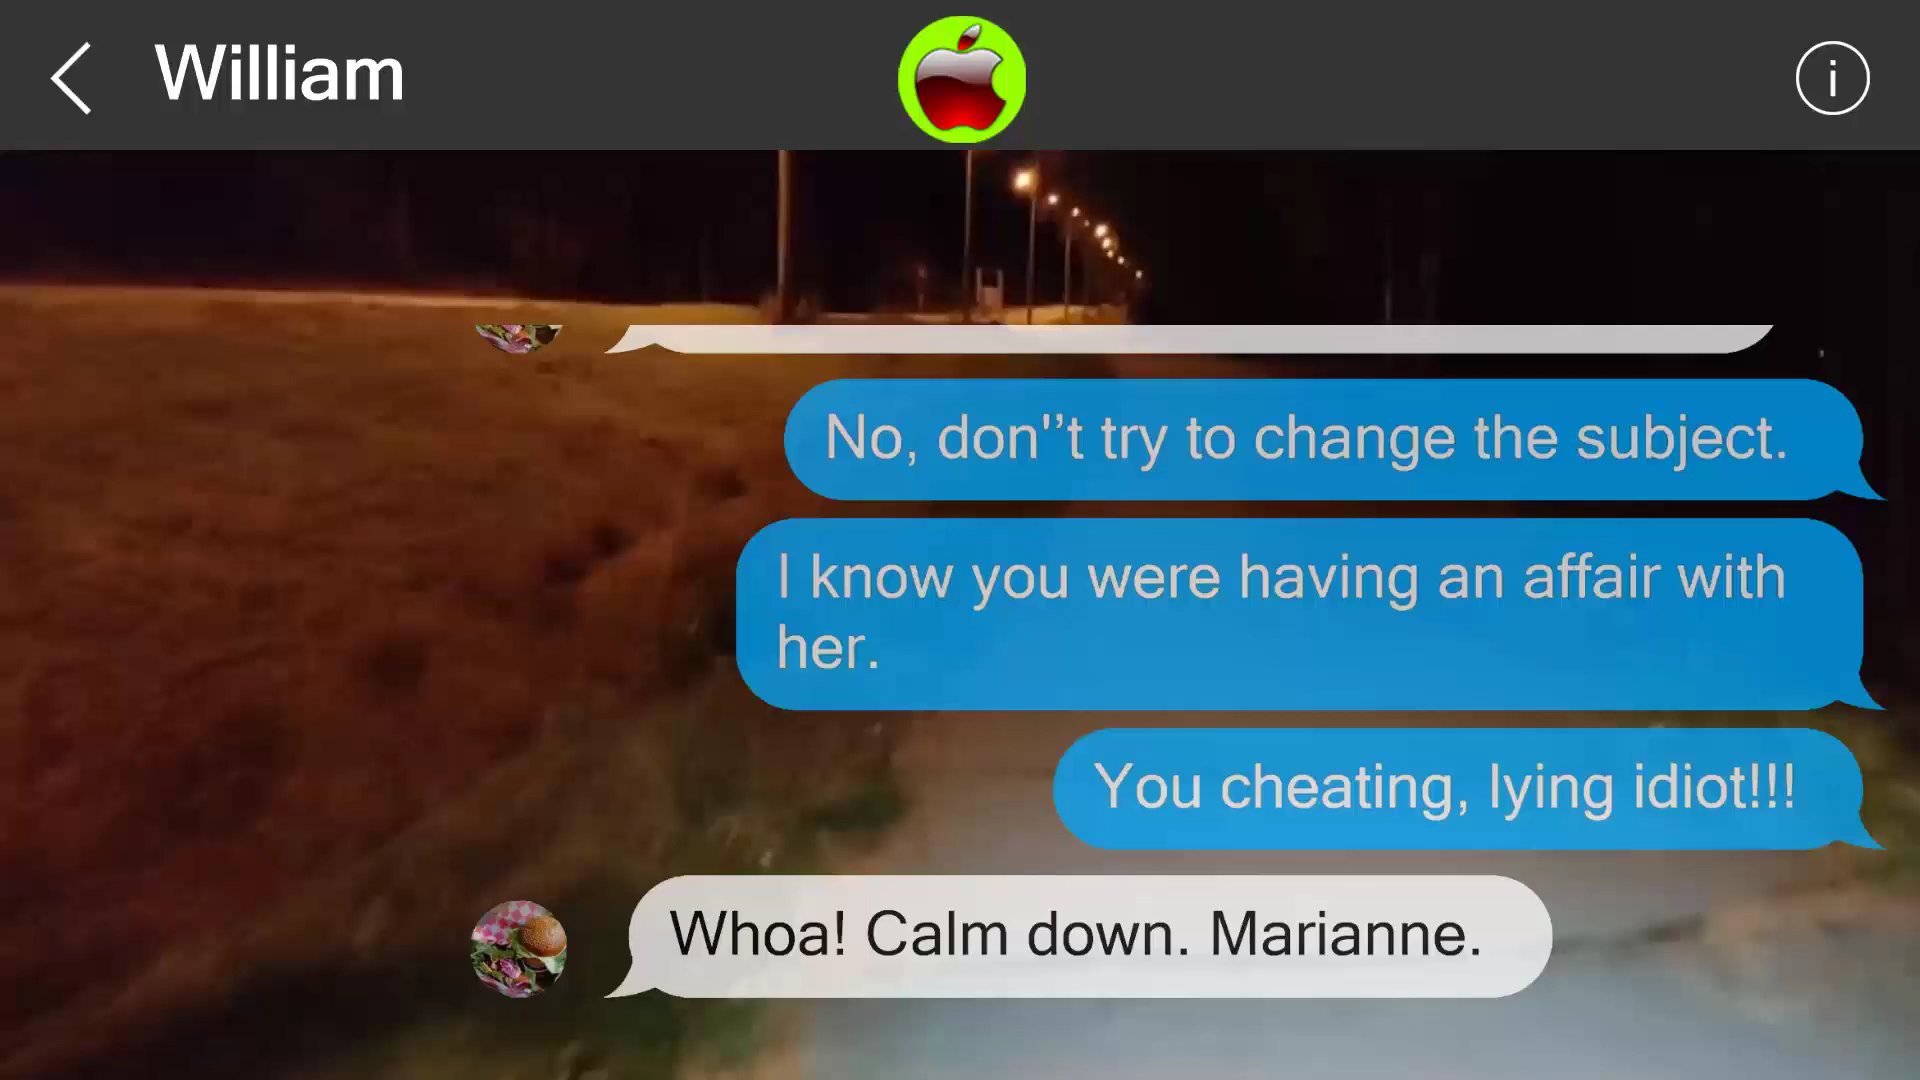 William
i
No, don"t try to change the subject.
I know you were having an affair with
her.
You cheating, lying idiot!!!
Whoa! Calm down. Marianne.